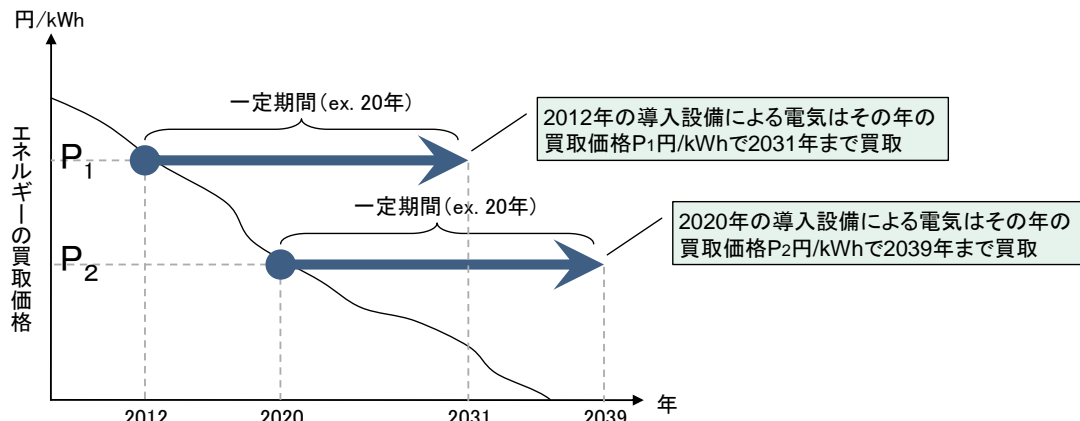 円/kWh
エネルギーの買取価格
一定期間(ex. 20年)
P1
2012年の導入設備による電気はその年の
買取価格P1円/kWhで2031年まで買取
一定期間(ex. 20年)
P2
2020年の導入設備による電気はその年の
買取価格P2円/kWhで2039年まで買取
2012
2020
2031
2039
年